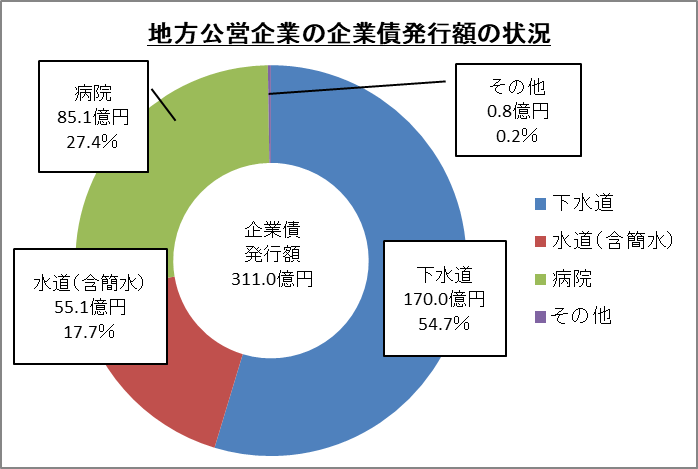 地方公営企業の企業債発行額の状況
病院
85.1億円
27.4%
その他
0.8億円
0.2%
企業債
発行額
311.0億円
水道(含簡水)
55.1億円
17.7%
下水道
170.0億円
54.7%
下水道
水道(含簡水)
病院
その他